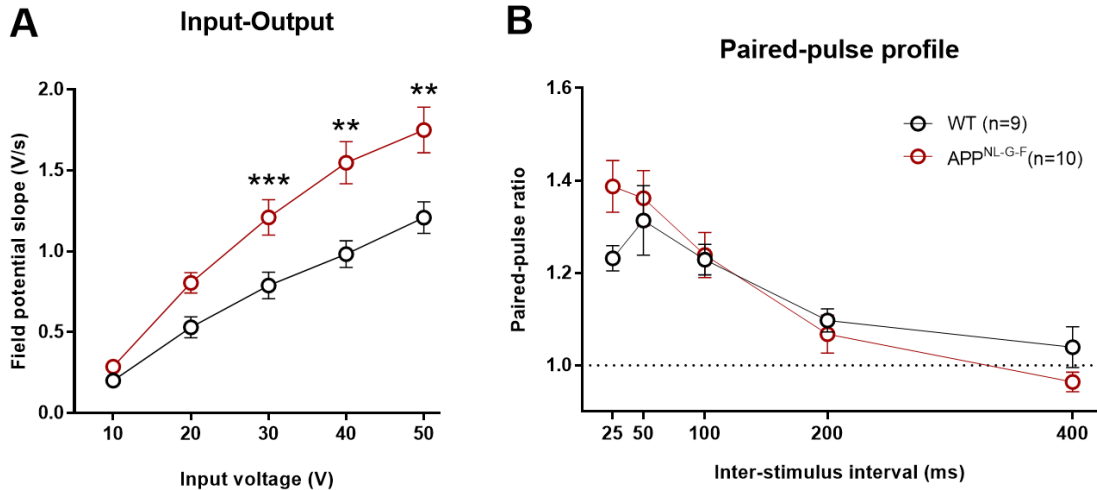 A
Input-Output
Field potential slope (V/s)
2.0
1.5
1.0
0.5
0.0
***
**
**
10 20 30 40 50
Input voltage (V)
B
Paired-pulse profile
Paired-pulse ratio
1.6
1.4
1.2
1.0
WT (n=9)
APP^NL-G-F (n=10)
25 50 100 200 400
Inter-stimulus interval (ms)